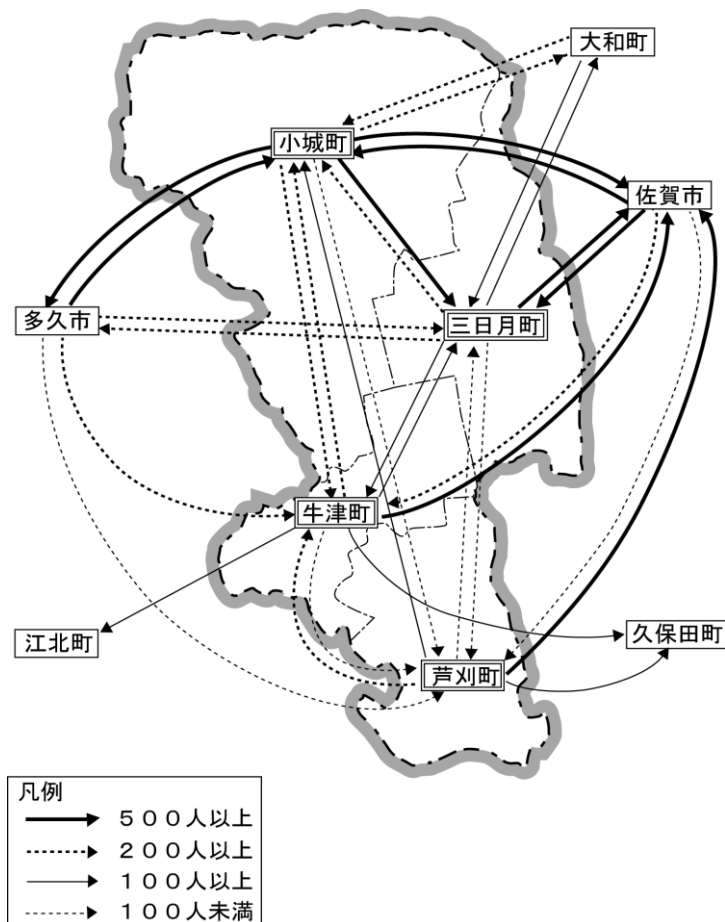 大和町
小城町
佐賀市
多久市
三日月町
牛津町
江北町
久保田町
芦刈町
凡例
５００人以上
２００人以上
１００人以上
１００人未満